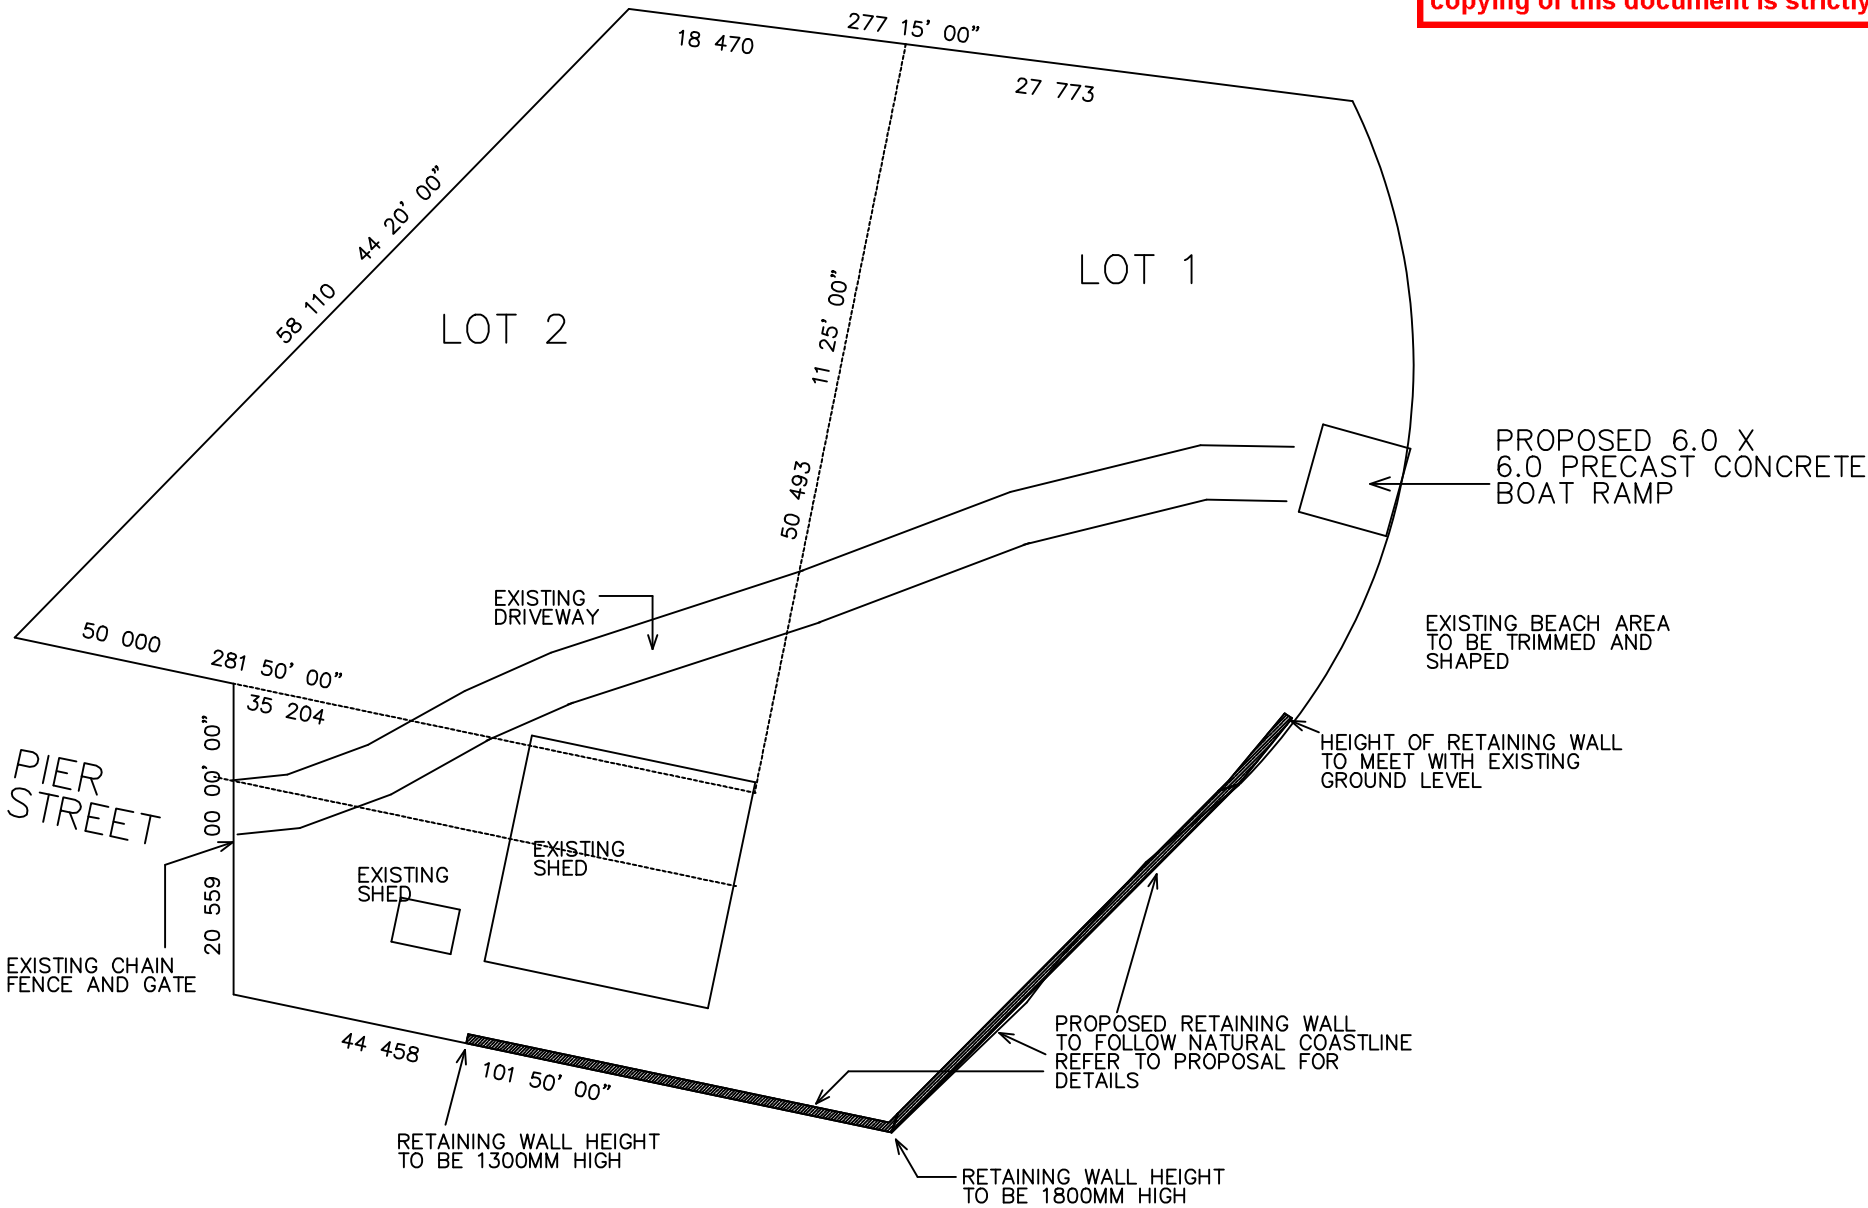 copying of this document is strictly
277 15' 00"
18 470
27 773
44 20' 00"
58 110
LOT 1
LOT 2
11 25' 00"
50 493
PROPOSED 6.0 X
6.0 PRECAST CONCRETE
BOAT RAMP
EXISTING
DRIVEWAY
EXISTING BEACH AREA
TO BE TRIMMED AND
SHAPED
50 000
281 50' 00"
35 204
00 00' 00"
20 559
PIER
STREET
HEIGHT OF RETAINING WALL
TO MEET WITH EXISTING
GROUND LEVEL
EXISTING
SHED
EXISTING
SHED
EXISTING CHAIN
FENCE AND GATE
PROPOSED RETAINING WALL
TO FOLLOW NATURAL COASTLINE
REFER TO PROPOSAL FOR
DETAILS
44 458
101 50' 00"
RETAINING WALL HEIGHT
TO BE 1300MM HIGH
RETAINING WALL HEIGHT
TO BE 1800MM HIGH